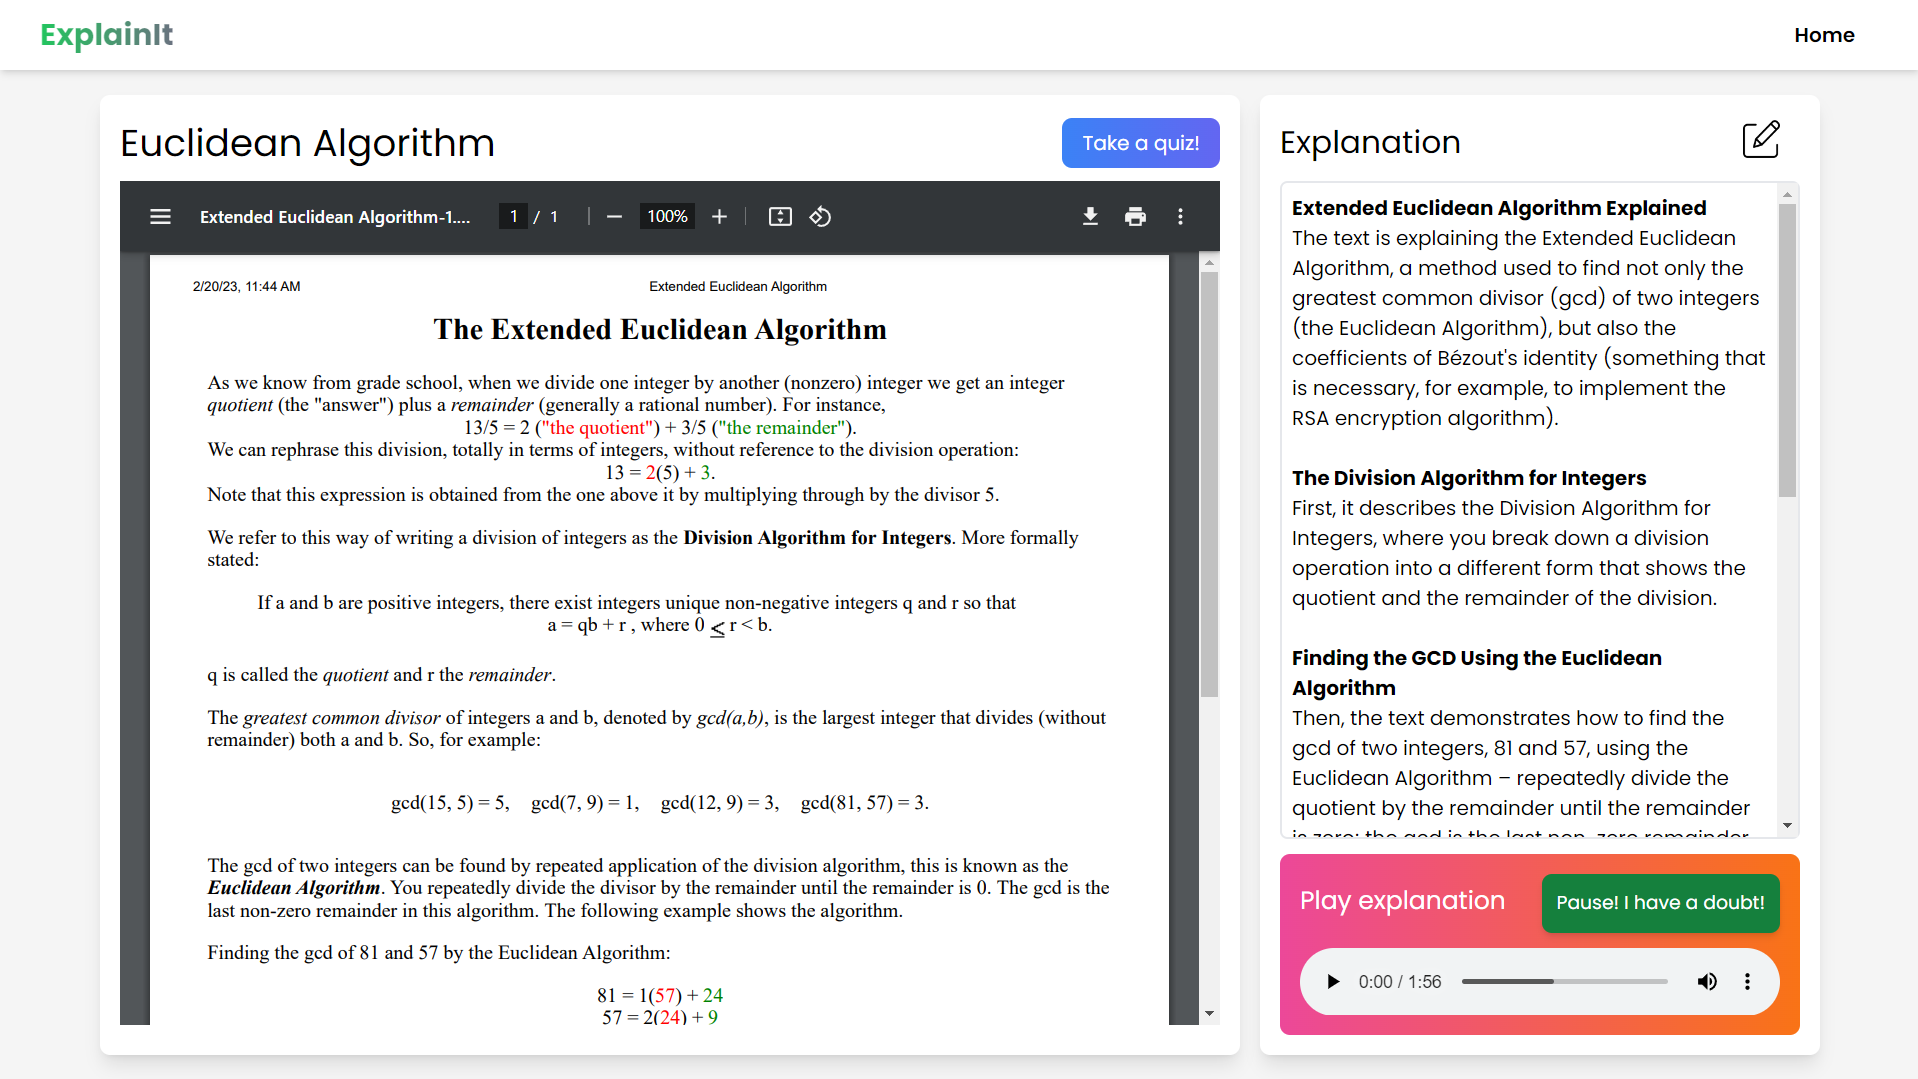 ExplainIt
Home
Euclidean Algorithm
Take a quiz!
Extended Euclidean Algorithm-1....
1 / 1
100%
2/20/23, 11:44 AM
Extended Euclidean Algorithm
The Extended Euclidean Algorithm
As we know from grade school, when we divide one integer by another (nonzero) integer we get an integer
quotient (the "answer") plus a remainder (generally a rational number). For instance,
13/5 = 2 ("the quotient") + 3/5 ("the remainder").
We can rephrase this division, totally in terms of integers, without reference to the division operation:
13 = 2(5) + 3.
Note that this expression is obtained from the one above it by multiplying through by the divisor 5.
We refer to this way of writing a division of integers as the Division Algorithm for Integers. More formally
stated:
If a and b are positive integers, there exist integers unique non-negative integers q and r so that
a = qb + r , where 0 ≤ r < b.
q is called the quotient and r the remainder.
The greatest common divisor of integers a and b, denoted by gcd(a,b), is the largest integer that divides (without
remainder) both a and b. So, for example:
gcd(15, 5) = 5, gcd(7, 9) = 1, gcd(12, 9) = 3, gcd(81, 57) = 3.
The gcd of two integers can be found by repeated application of the division algorithm, this is known as the
Euclidean Algorithm. You repeatedly divide the divisor by the remainder until the remainder is 0. The gcd is the
last non-zero remainder in this algorithm. The following example shows the algorithm.
Finding the gcd of 81 and 57 by the Euclidean Algorithm:
81 = 1(57) + 24
57 = 2(24) + 9
Explanation
Extended Euclidean Algorithm Explained
The text is explaining the Extended Euclidean
Algorithm, a method used to find not only the
greatest common divisor (gcd) of two integers
(the Euclidean Algorithm), but also the
coefficients of Bézout's identity (something that
is necessary, for example, to implement the
RSA encryption algorithm).
The Division Algorithm for Integers
First, it describes the Division Algorithm for
Integers, where you break down a division
operation into a different form that shows the
quotient and the remainder of the division.
Finding the GCD Using the Euclidean
Algorithm
Then, the text demonstrates how to find the
gcd of two integers, 81 and 57, using the
Euclidean Algorithm – repeatedly divide the
quotient by the remainder until the remainder
is zero; the gcd is the last non-zero remainder
Play explanation
Pause! I have a doubt!
0:00 / 1:56